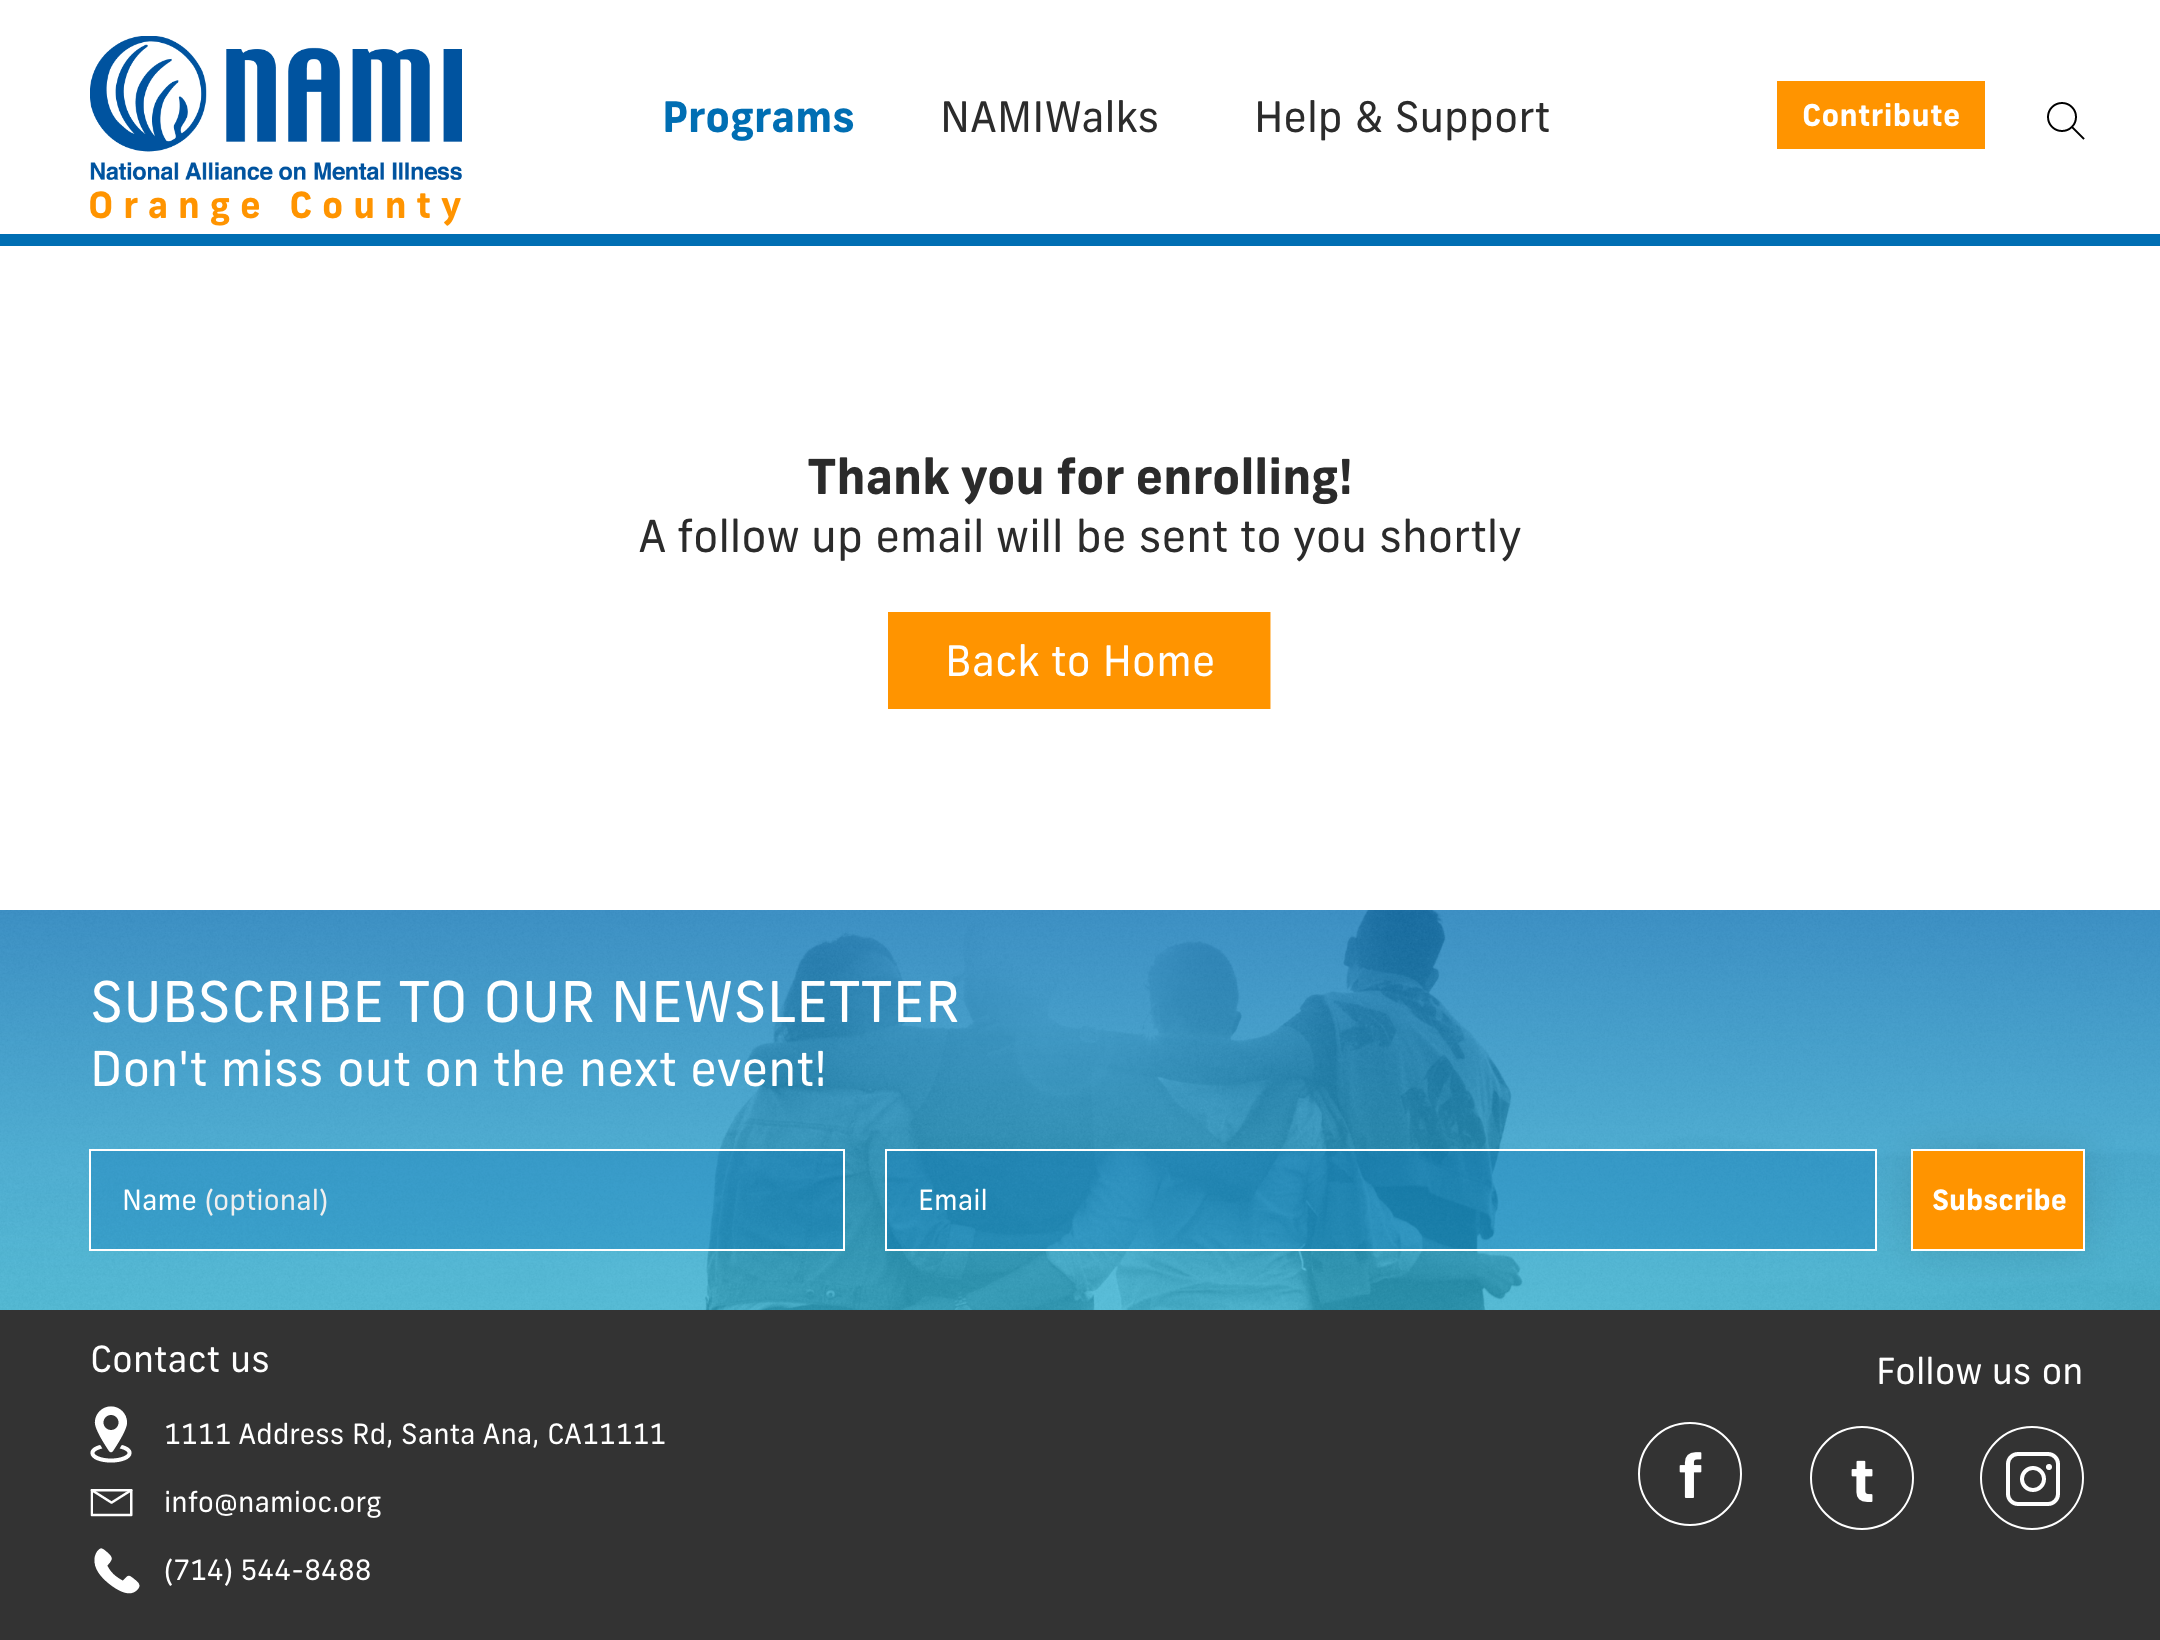 NAMI
National Alliance on Mental Illness
Orange County
Programs
NAMIWalks
Help & Support
Contribute
Thank you for enrolling!
A follow up email will be sent to you shortly
Back to Home
SUBSCRIBE TO OUR NEWSLETTER
Don't miss out on the next event!
Name (optional)
Email
Subscribe
Contact us
1111 Address Rd, Santa Ana, CA11111
info@namioc.org
(714) 544-8488
Follow us on
f
t